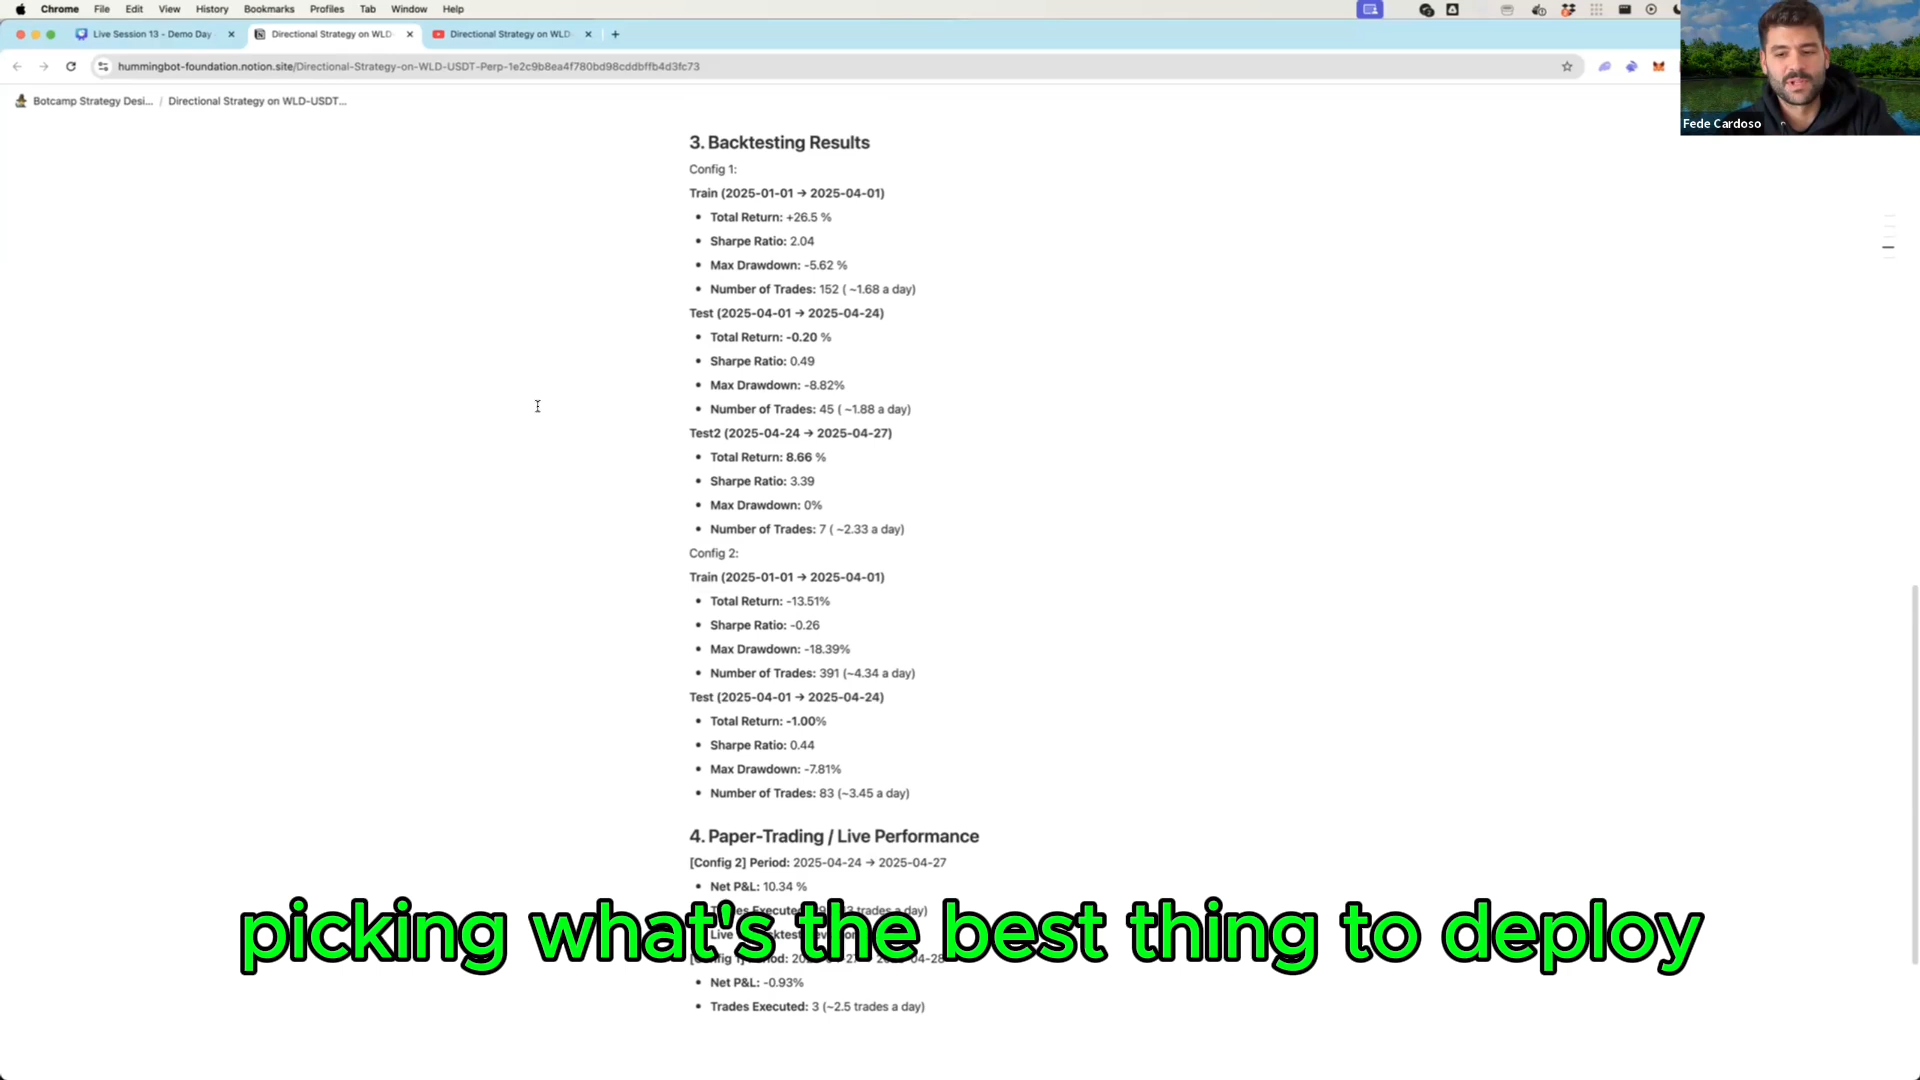 Chrome File Edit View History Bookmarks Profiles Tab Window Help
Live Session 13 - Demo Day
Directional Strategy on WLD
Directional Strategy on WLD
hummingbot-foundation.notion.site/Directional-Strategy-on-WLD-USDT-Perp-1e2c9b8ea4f780bd98cddbffb4d3fc73
Botcamp Strategy Desi... / Directional Strategy on WLD-USDT...
Fede Cardoso
3. Backtesting Results
Config 1:
Train (2025-01-01 → 2025-04-01)
• Total Return: +26.5 %
• Sharpe Ratio: 2.04
• Max Drawdown: -5.62 %
• Number of Trades: 152 ( ~1.68 a day)
Test (2025-04-01 → 2025-04-24)
• Total Return: -0.20 %
• Sharpe Ratio: 0.49
• Max Drawdown: -8.82%
• Number of Trades: 45 ( ~1.88 a day)
Test2 (2025-04-24 → 2025-04-27)
• Total Return: 8.66 %
• Sharpe Ratio: 3.39
• Max Drawdown: 0%
• Number of Trades: 7 ( ~2.33 a day)
Config 2:
Train (2025-01-01 → 2025-04-01)
• Total Return: -13.51%
• Sharpe Ratio: -0.26
• Max Drawdown: -18.39%
• Number of Trades: 391 (~4.34 a day)
Test (2025-04-01 → 2025-04-24)
• Total Return: -1.00%
• Sharpe Ratio: 0.44
• Max Drawdown: -7.81%
• Number of Trades: 83 (~3.45 a day)
4. Paper-Trading / Live Performance
[Config 2] Period: 2025-04-24 → 2025-04-27
• Net P&L: 10.34 %
trades a day)
picking what's the best thing to deploy
• Net P&L: -0.93%
• Trades Executed: 3 (~2.5 trades a day)